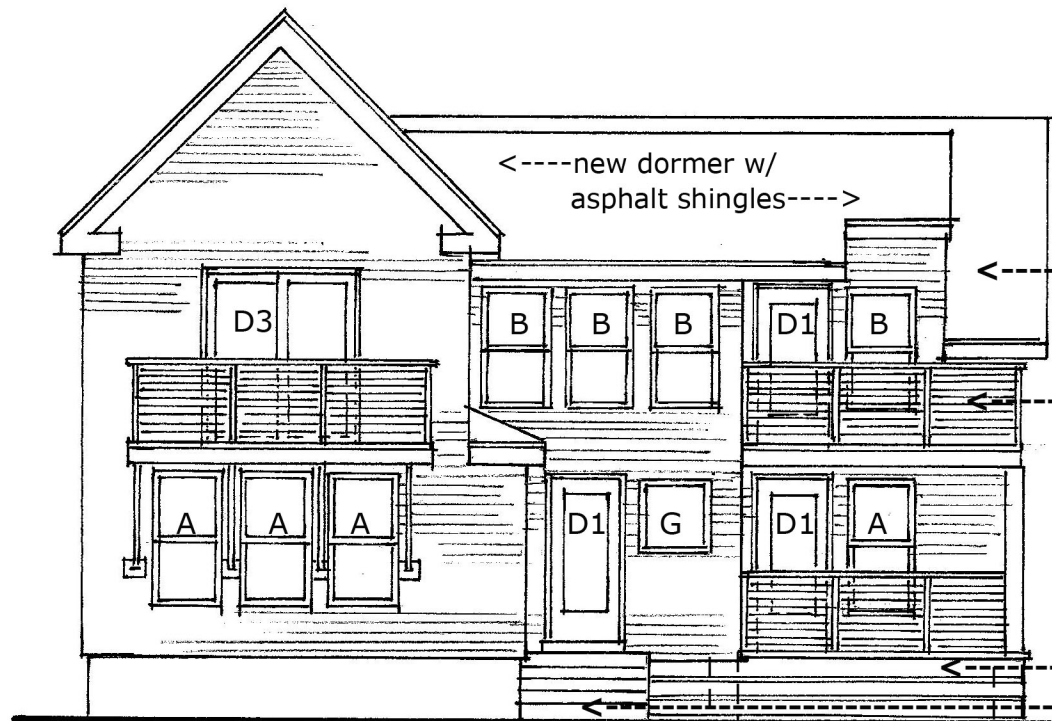 <----new dormer w/
asphalt shingles---->
D3
B
B
B
D1
B
A
A
A
D1
G
D1
A